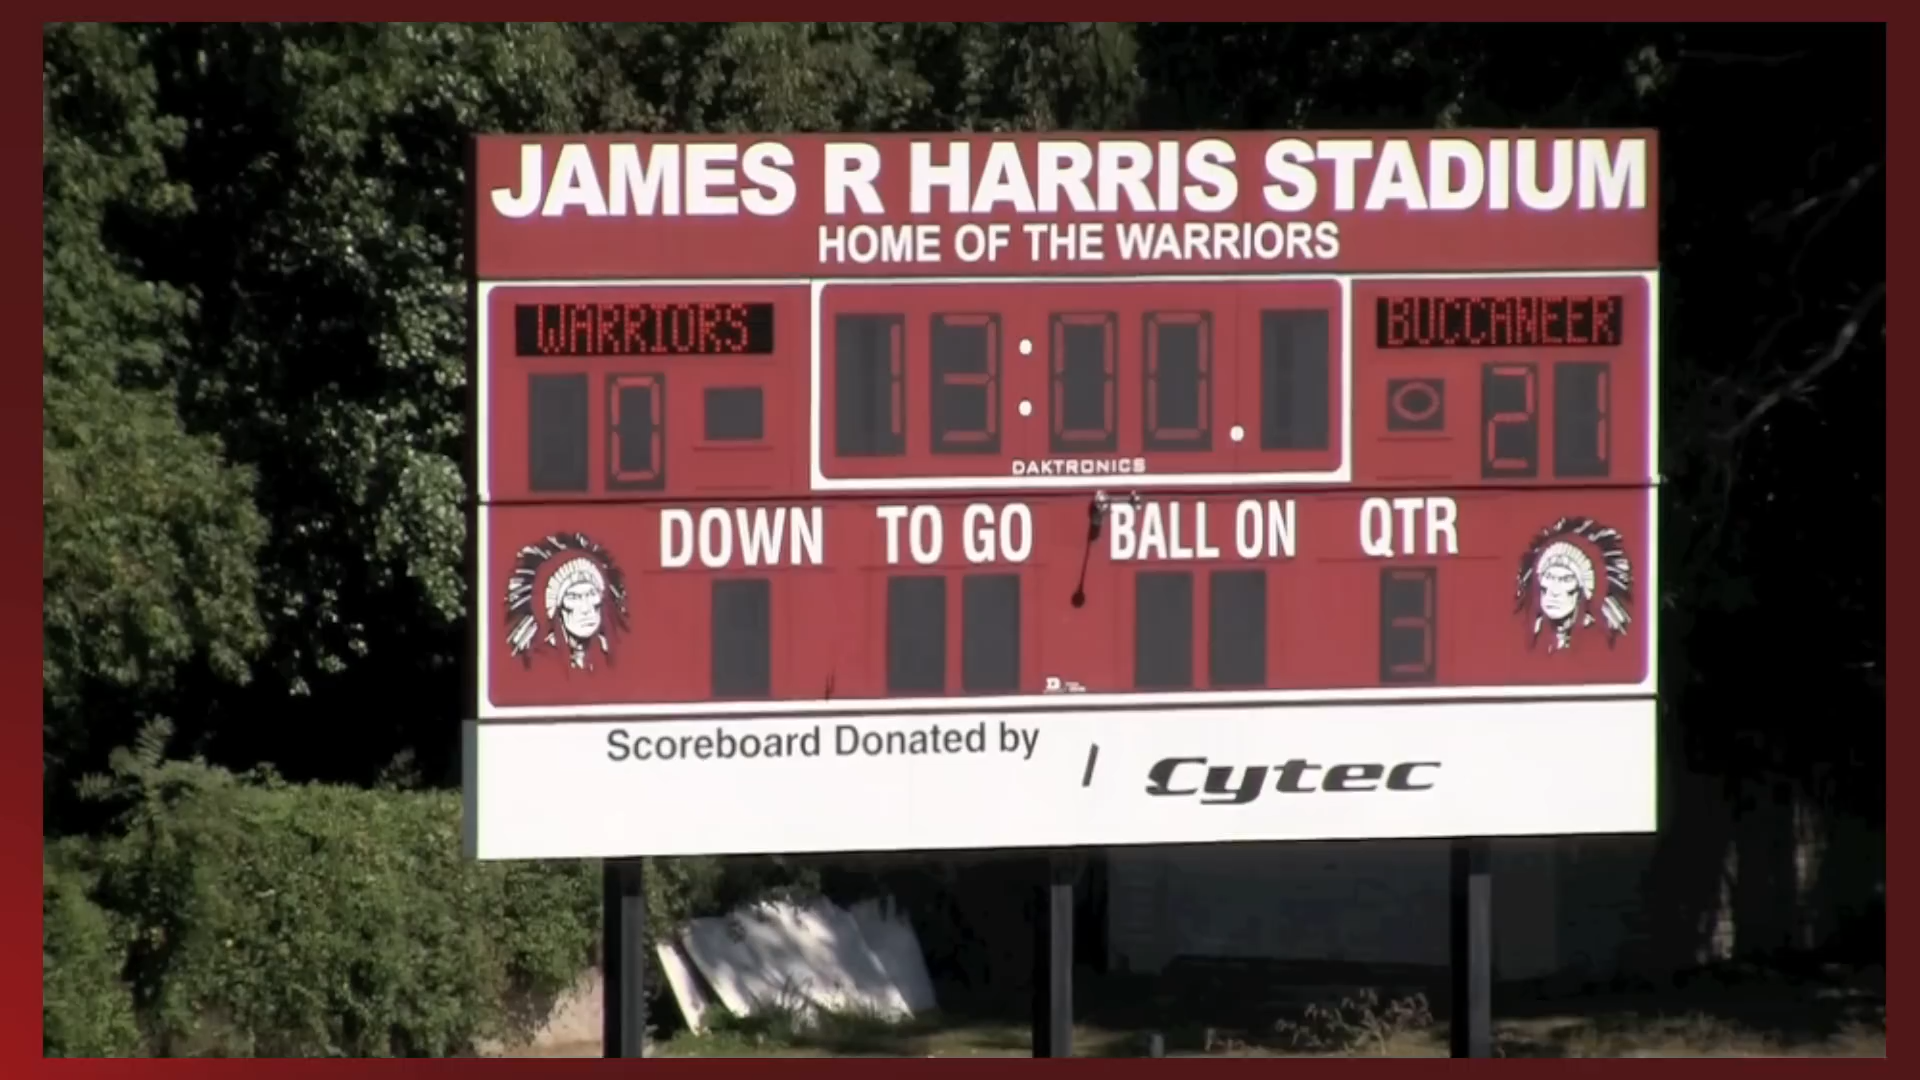 JAMES R HARRIS STADIUM
HOME OF THE WARRIORS
WARRIORS
13:00.
BUCCANEER
0
21
DAKTRONICS
DOWN TO GO BALL ON QTR
3
Scoreboard Donated by
Cytec